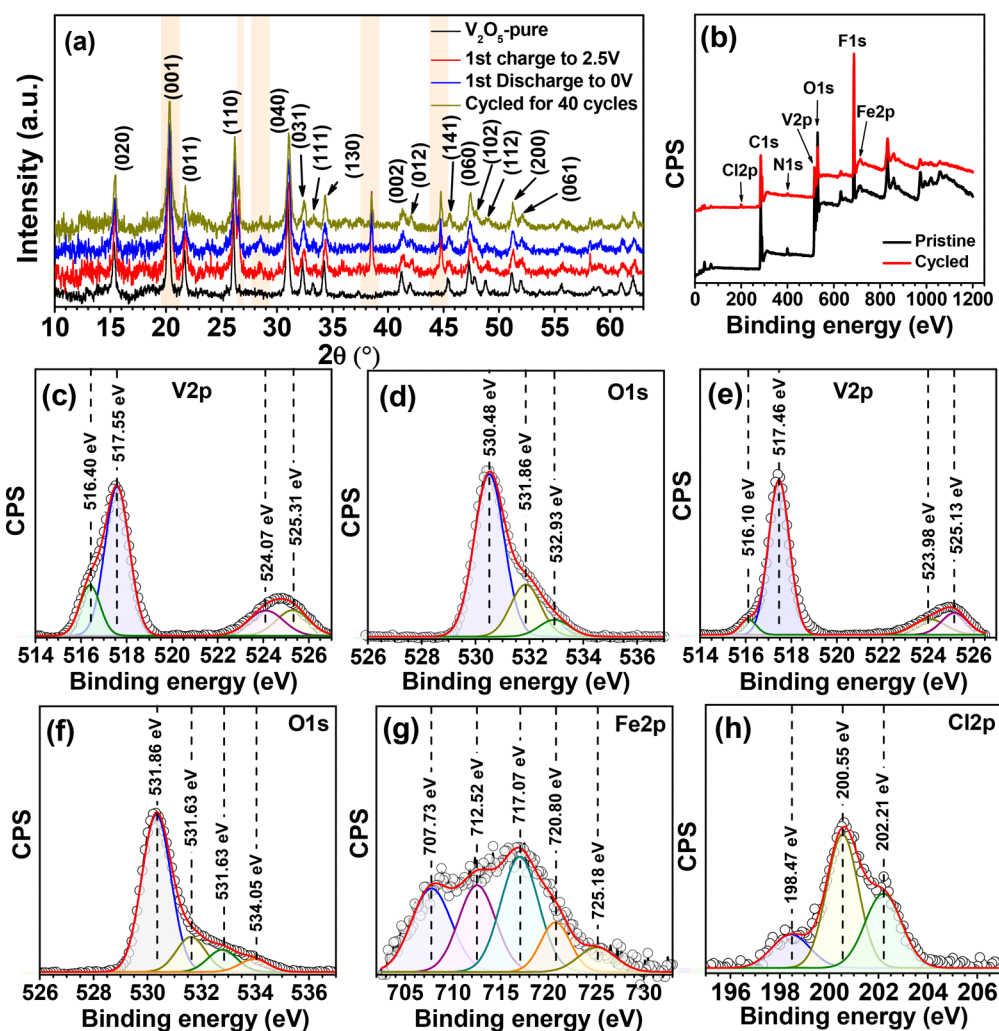 (a)
V₂O₅-pure
1st charge to 2.5V
1st Discharge to 0V
Cycled for 40 cycles
(020)
(001)
(011)
(110)
(040)
(031)
(111)
(130)
(002)
(012)
(141)
(060)
(102)
(112)
(200)
(061)
Intensity (a.u.)
10 15 20 25 30 35 40 45 50 55 60
2θ (°)
(b)
F1s
O1s
V2p
Fe2p
C1s
N1s
Cl2p
CPS
Pristine
Cycled
0 200 400 600 800 1000 1200
Binding energy (eV)
(c)
V2p
516.40 eV
517.55 eV
524.07 eV
525.31 eV
CPS
514 516 518 520 522 524 526
Binding energy (eV)
(d)
O1s
530.48 eV
531.86 eV
532.93 eV
CPS
526 528 530 532 534 536
Binding energy (eV)
(e)
V2p
516.10 eV
517.46 eV
523.98 eV
525.13 eV
CPS
514 516 518 520 522 524 526
Binding energy (eV)
(f)
O1s
531.86 eV
531.63 eV
531.63 eV
534.05 eV
CPS
526 528 530 532 534 536
Binding energy (eV)
(g)
Fe2p
707.73 eV
712.52 eV
717.07 eV
720.80 eV
725.18 eV
CPS
705 710 715 720 725 730
Binding energy (eV)
(h)
Cl2p
198.47 eV
200.55 eV
202.21 eV
CPS
196 198 200 202 204 206
Binding energy (eV)